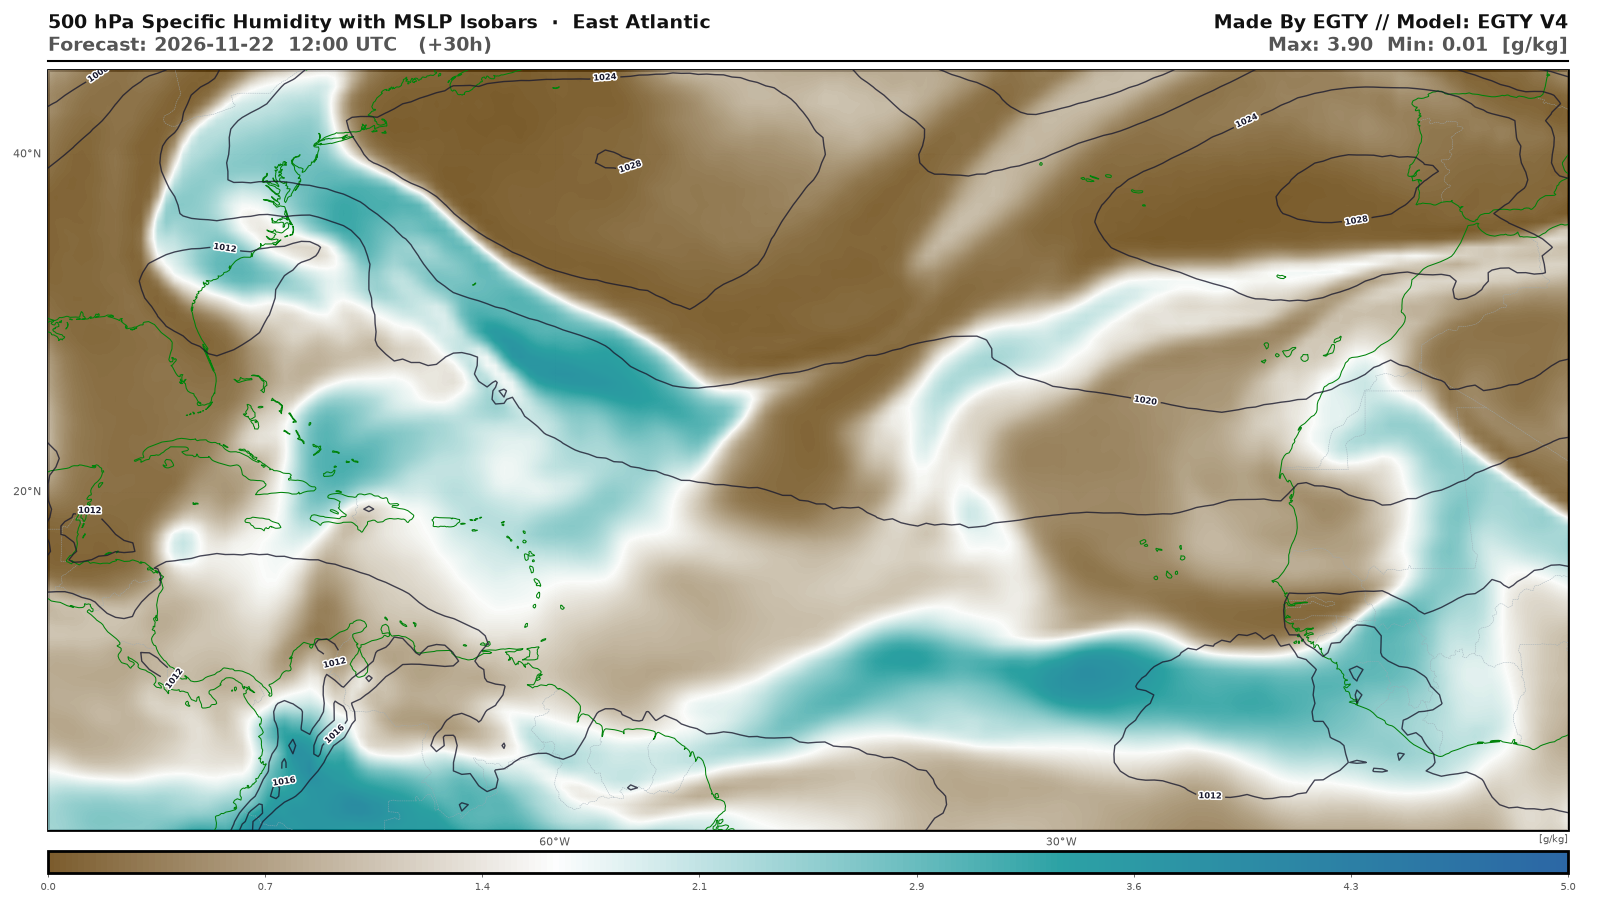 500 hPa Specific Humidity with MSLP Isobars · East Atlantic
Made By EGTY // Model: EGTY V4
Forecast: 2026-11-22 12:00 UTC (+30h)
Max: 3.90 Min: 0.01 [g/kg]
1024
1024
40°N
1028
1028
1012
1020
20°N
1012
1012
1012
1016
1016
1012
60°W
30°W
[g/kg]
0.0
0.7
1.4
2.1
2.9
3.6
4.3
5.0